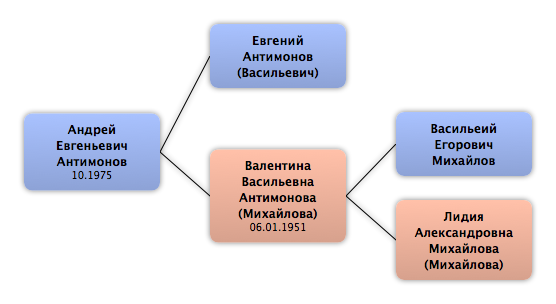 Евгений
Антимонов
(Васильевич)
Андрей
Евгеньевич
Антимонов
10.1975
Валентина
Васильевна
Антимонова
(Михайлова)
06.01.1951
Васильеий
Егорович
Михайлов
Лидия
Александровна
Михайлова
(Михайлова)